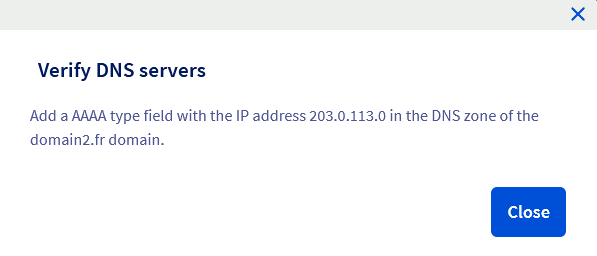 Verify DNS servers
Add a AAAA type field with the IP address 203.0.113.0 in the DNS zone of the
domain2.fr domain.
Close